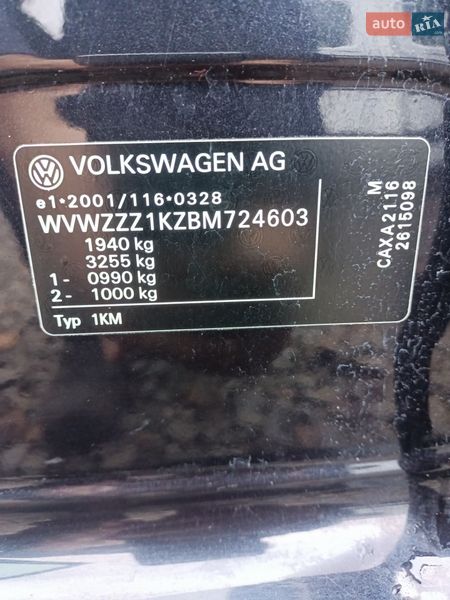 auto RIA
.com
VOLKSWAGEN AG
e1*2001/116*0328
WVWZZZ1KZBM724603
1940 kg
3255 kg
1- 0990 kg
2- 1000 kg
Typ 1KM
M
CAXA2116
2615098